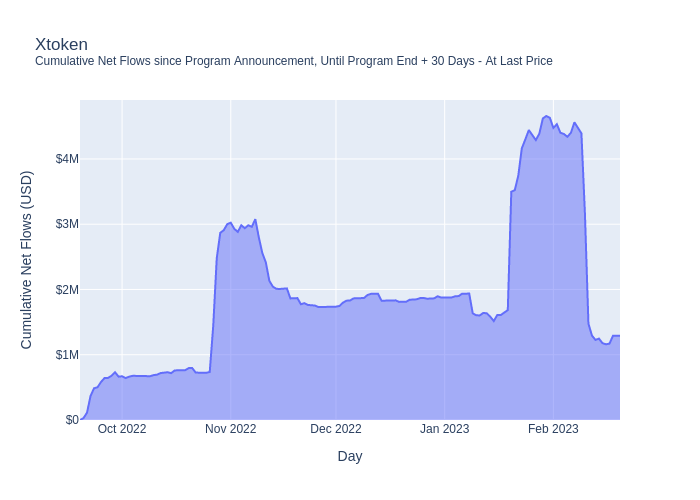 Xtoken
Cumulative Net Flows since Program Announcement, Until Program End + 30 Days - At Last Price
Cumulative Net Flows (USD)
$4M
$3M
$2M
$1M
$0
Oct 2022
Nov 2022
Dec 2022
Jan 2023
Feb 2023
Day